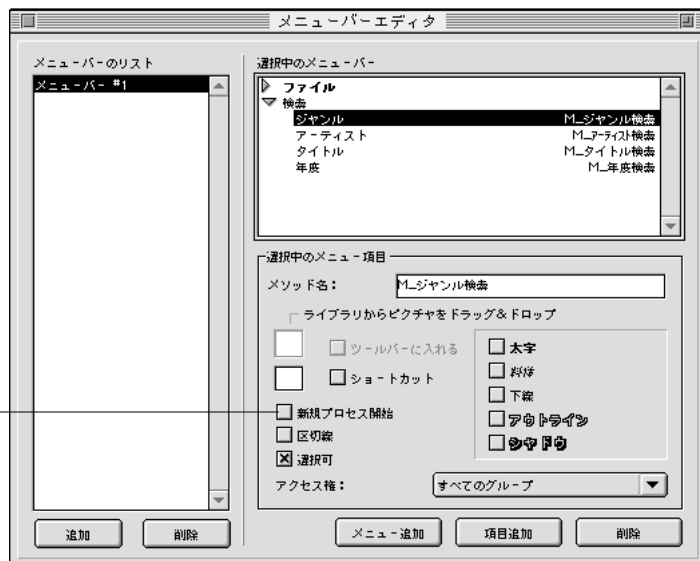 メニューバーエディタ
メニューバーのリスト
メニューバー #1
追加
削除
選択中のメニューバー
ファイル
検索
ジャンル M_ジャンル検索
アーティスト M_アーティスト検索
タイトル M_タイトル検索
年度 M_年度検索
選択中のメニュー項目
メソッド名： M_ジャンル検索
ライブラリからピクチャをドラッグ&ドロップ
ツールバーに入れる
ショートカット
新規プロセス開始
区切線
選択可
太字
斜体
下線
アウトライン
シャドウ
アクセス権： すべてのグループ
メニュー追加
項目追加
削除